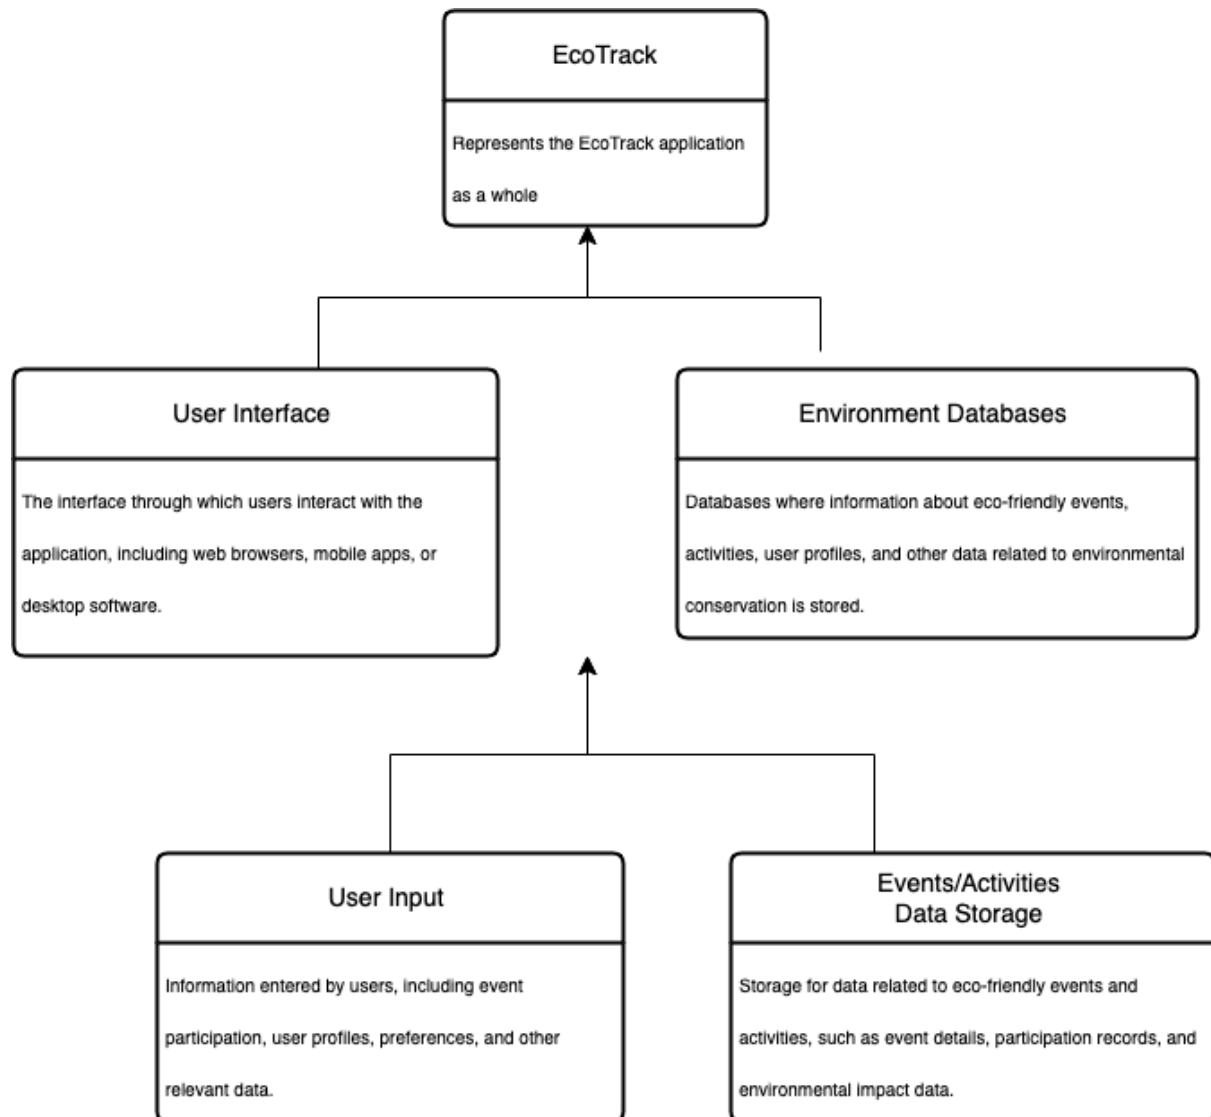 EcoTrack
Represents the EcoTrack application
as a whole
User Interface
The interface through which users interact with the
application, including web browsers, mobile apps, or
desktop software.
Environment Databases
Databases where information about eco-friendly events,
activities, user profiles, and other data related to environmental
conservation is stored.
User Input
Information entered by users, including event
participation, user profiles, preferences, and other
relevant data.
Events/Activities
Data Storage
Storage for data related to eco-friendly events and
activities, such as event details, participation records, and
environmental impact data.